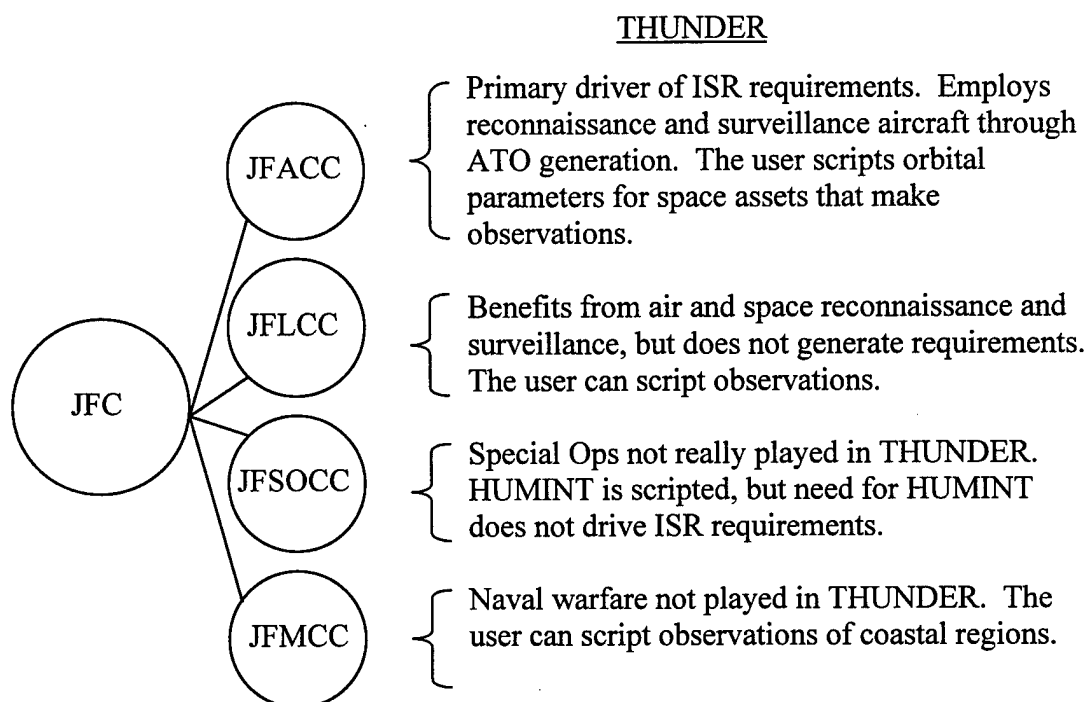 THUNDER
JFACC
Primary driver of ISR requirements. Employs
reconnaissance and surveillance aircraft through
ATO generation. The user scripts orbital
parameters for space assets that make
observations.
JFLCC
Benefits from air and space reconnaissance and
surveillance, but does not generate requirements.
The user can script observations.
JFC
JFSOCC
Special Ops not really played in THUNDER.
HUMINT is scripted, but need for HUMINT
does not drive ISR requirements.
JFMCC
Naval warfare not played in THUNDER. The
user can script observations of coastal regions.